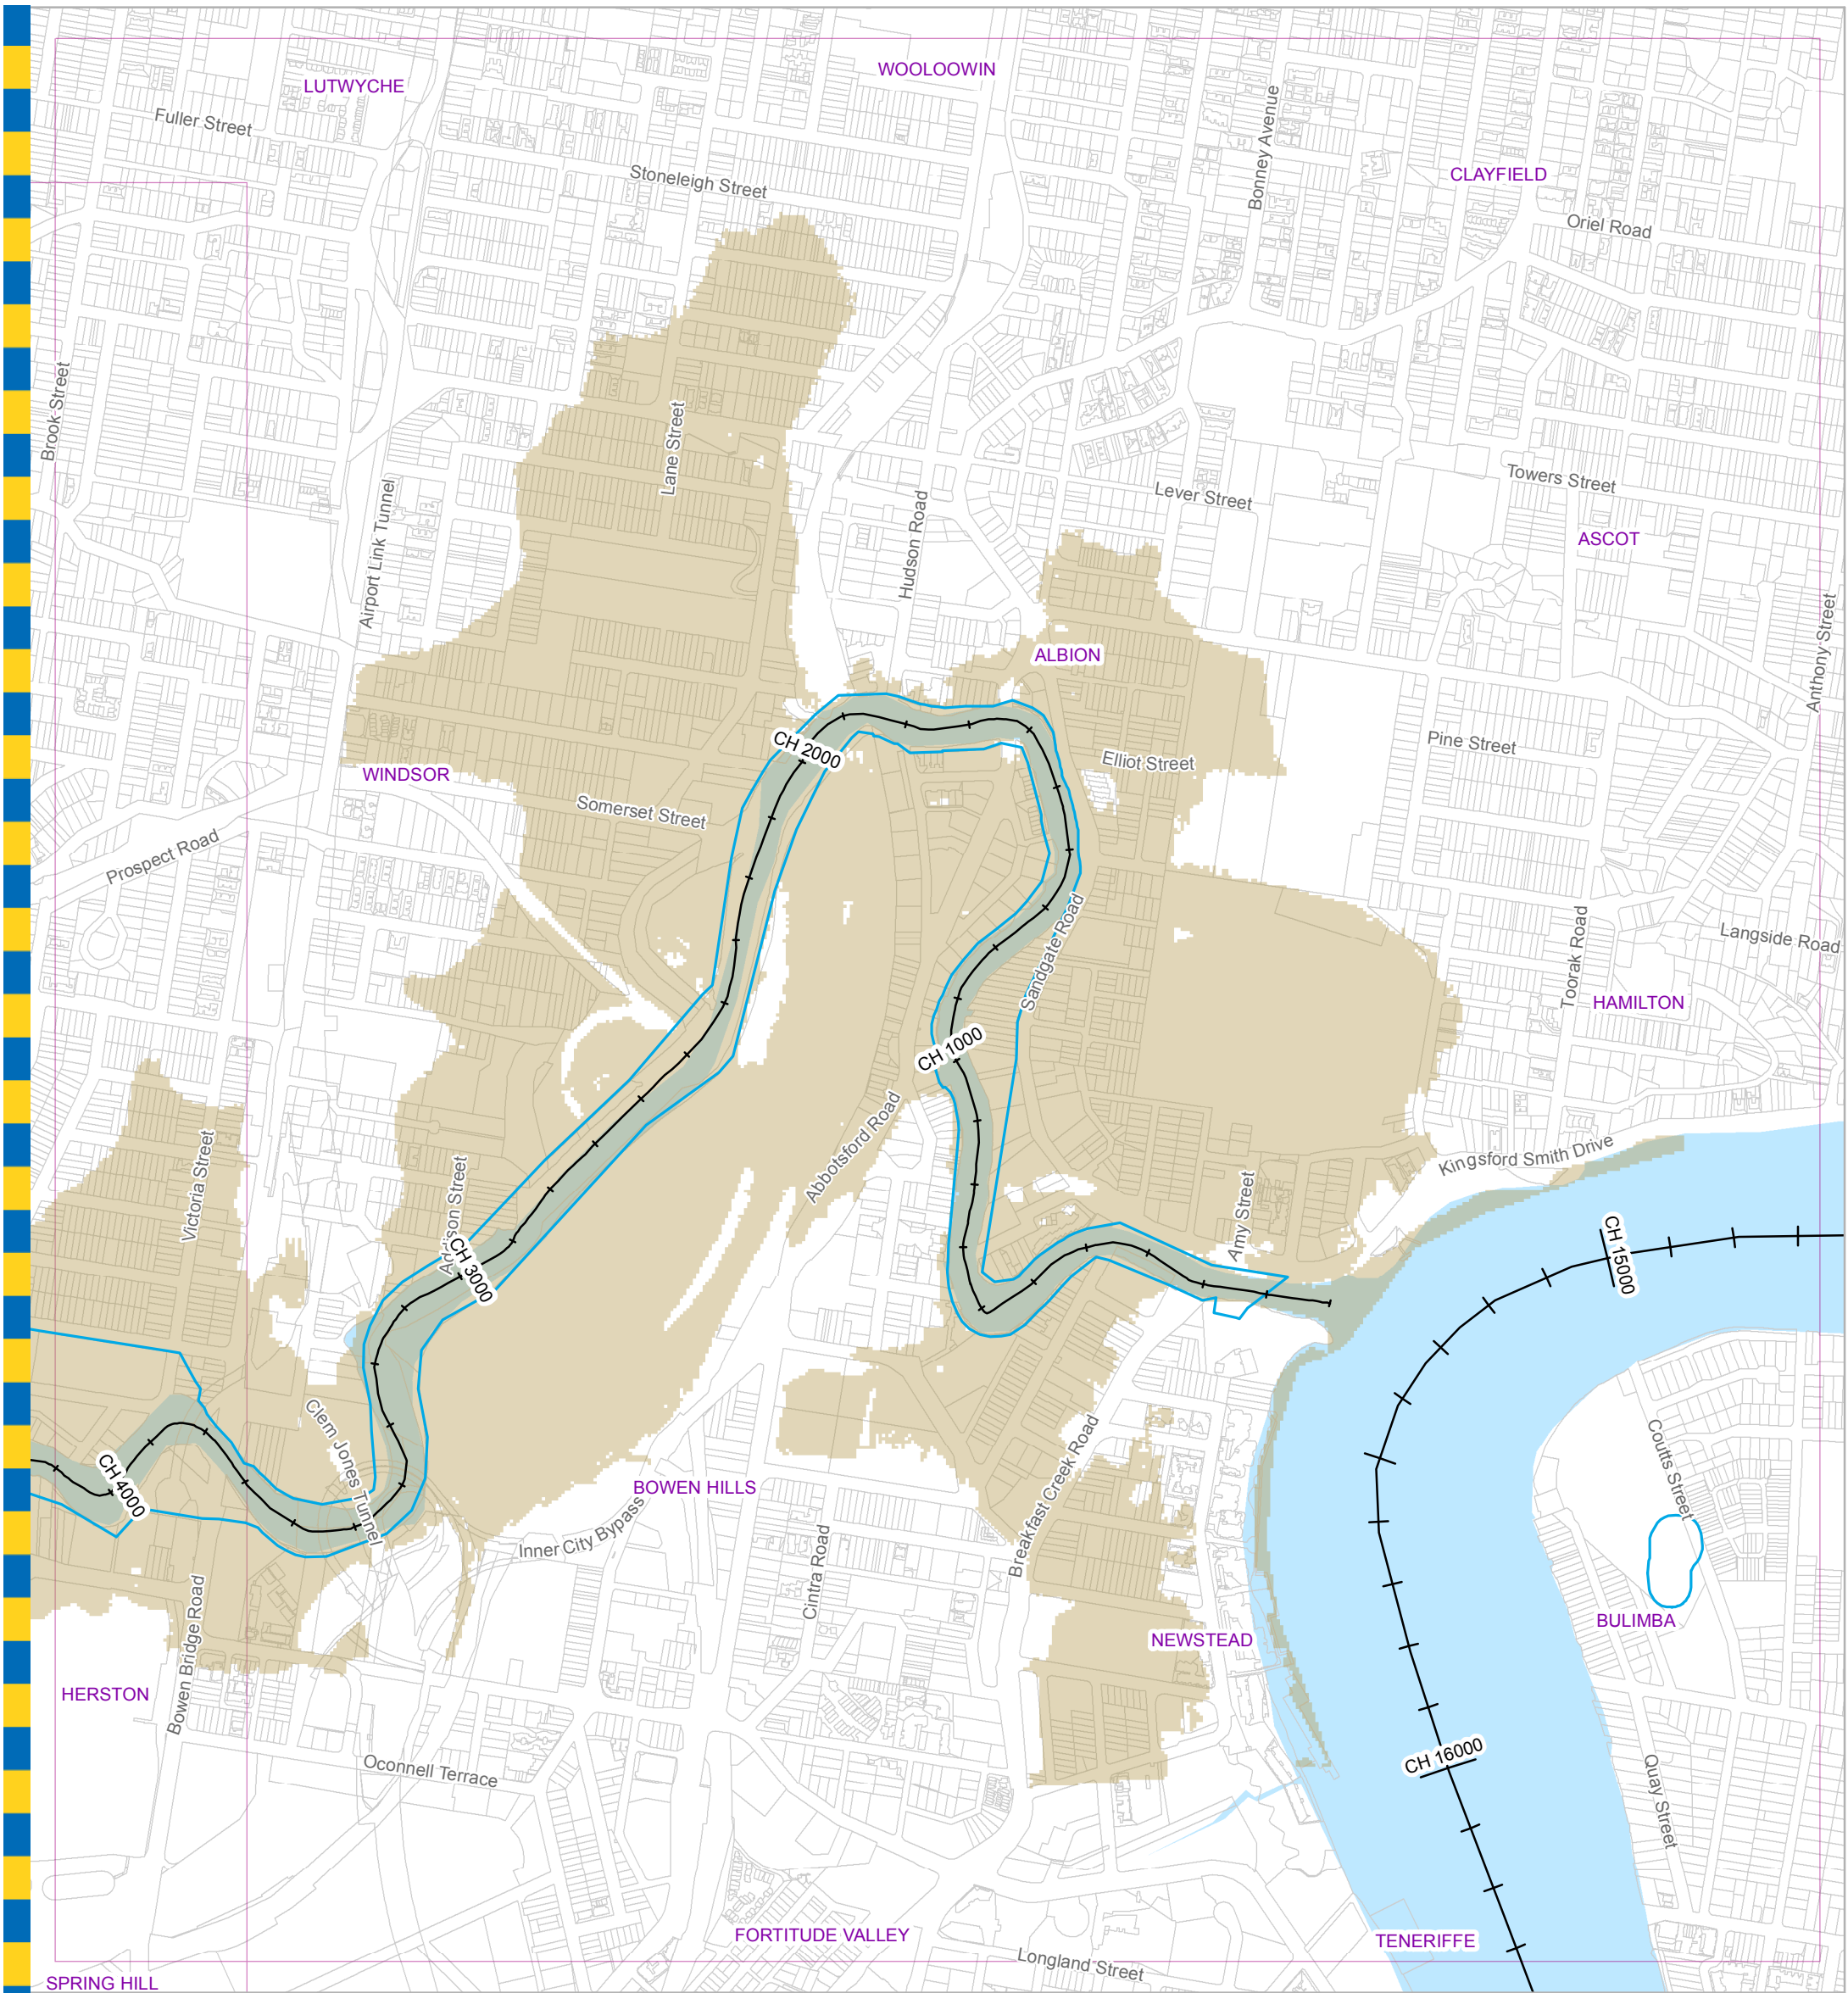 WOOLOOWIN
LUTWYCHE
Fuller Street
Bonney Avenue
Stoneleigh Street
CLAYFIELD
Oriel Road
Brook Street
Lane Street
Towers Street
Lever Street
Airport Link Tunnel
Hudson Road
ASCOT
Anthony Street
ALBION
CH 2000
Pine Street
Elliot Street
WINDSOR
Somerset Street
Prospect Road
Sandgate Road
Toorak Road
Langside Road
HAMILTON
CH 1000
Abbotsford Road
Kingsford Smith Drive
Victoria Street
Addison Street
Amy Street
CH 3000
CH 15000
Clem Jones Tunnel
CH 4000
BOWEN HILLS
Breakfast Creek Road
Coutts Street
Inner City Bypass
Cintra Road
BULIMBA
NEWSTEAD
Bowen Bridge Road
HERSTON
CH 16000
Oconnell Terrace
Quay Street
FORTITUDE VALLEY
TENERIFFE
Longland Street
SPRING HILL